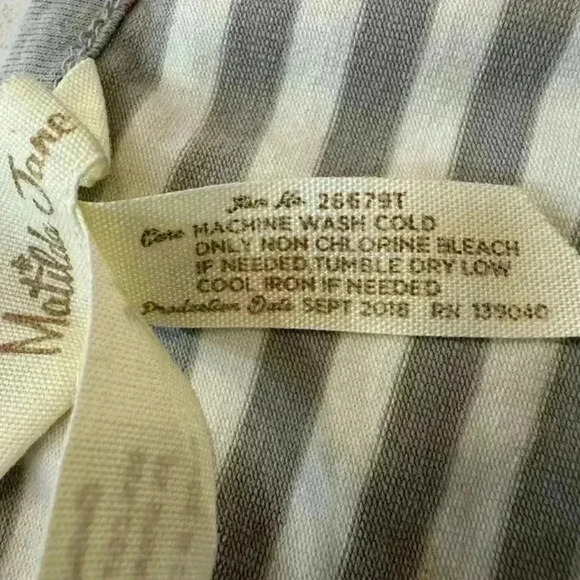 Matilda Jane
Item No. 26679T
Care MACHINE WASH COLD
ONLY NON CHLORINE BLEACH
IF NEEDED, TUMBLE DRY LOW
COOL IRON IF NEEDED
Production Date SEPT 2018 RN 139040